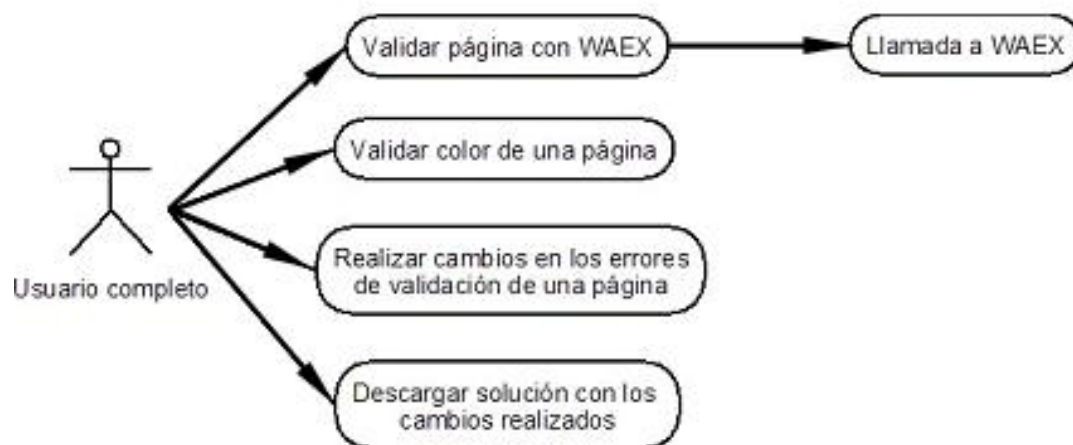 Validar página con WAEX
Llamada a WAEX
Validar color de una página
Realizar cambios en los errores
de validación de una página
Usuario completo
Descargar solución con los
cambios realizados